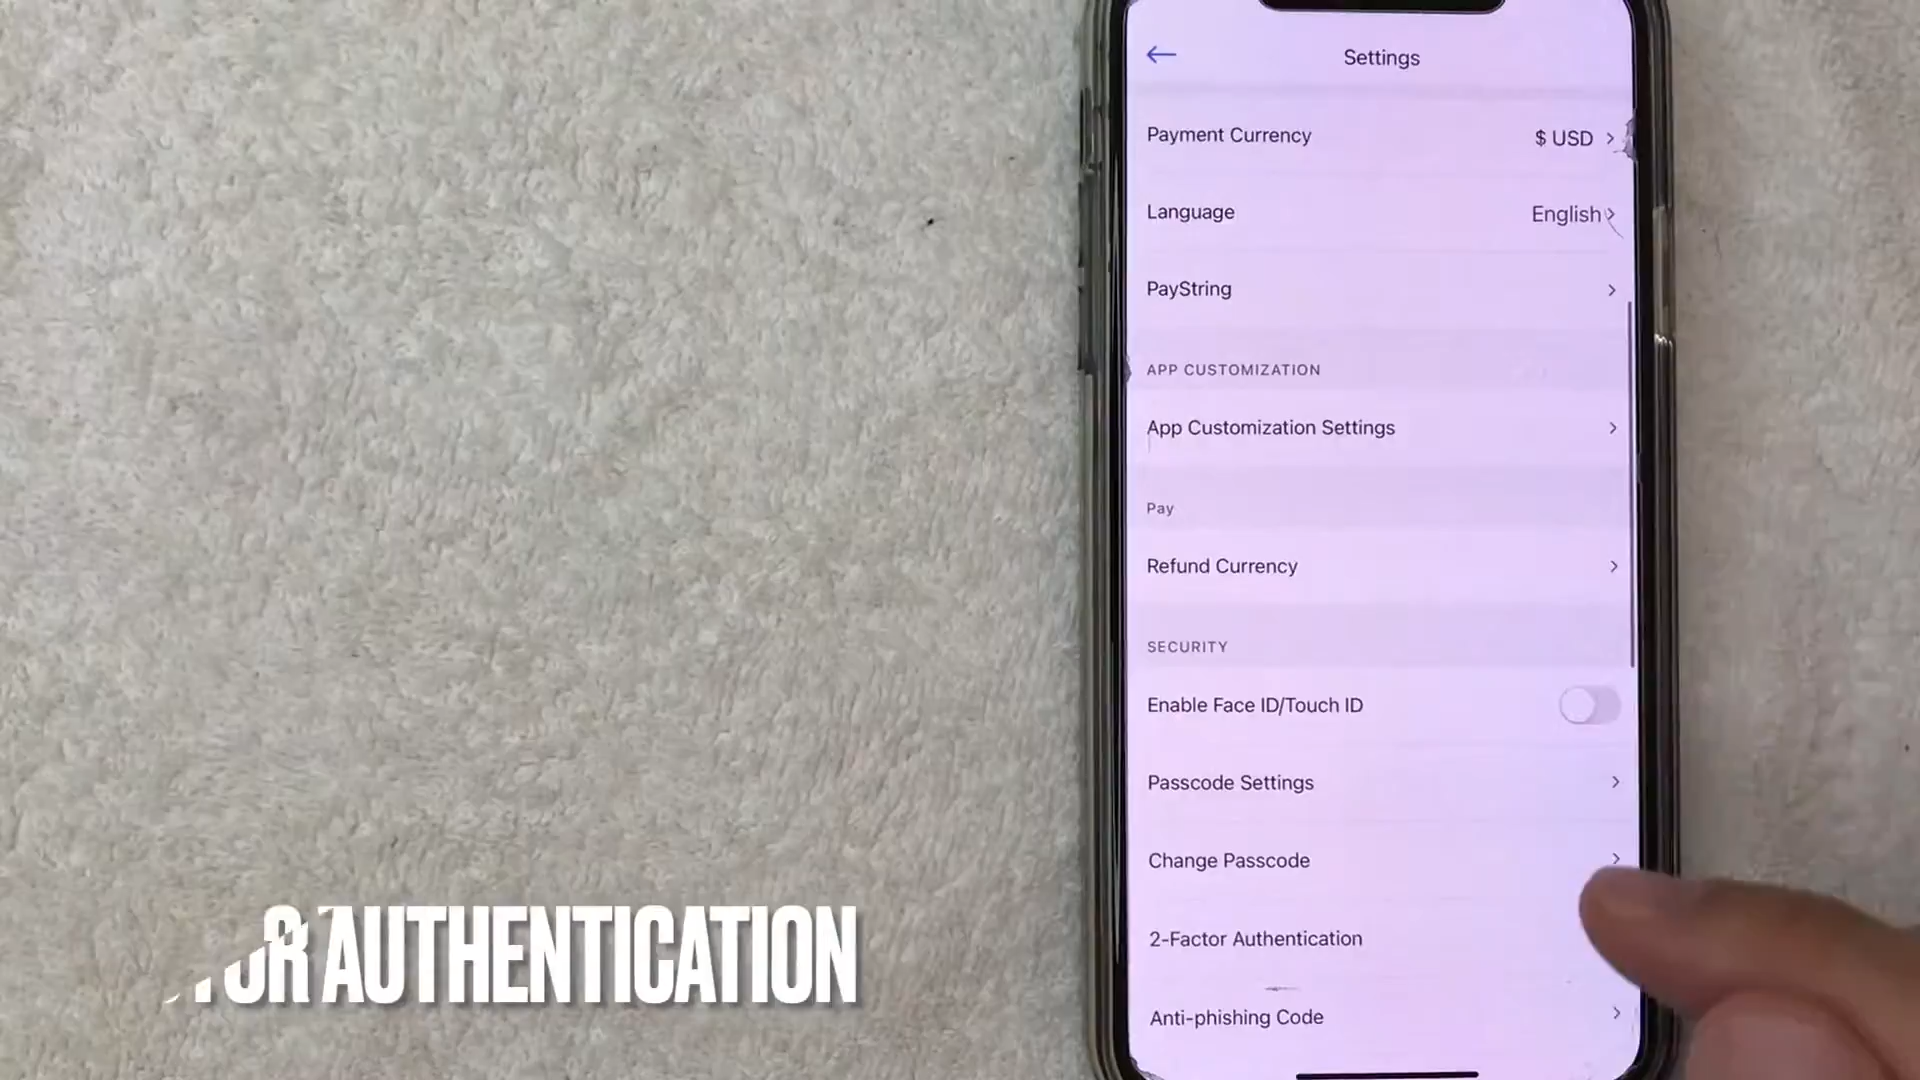 Settings
Payment Currency $ USD
Language English
PayString
APP CUSTOMIZATION
App Customization Settings
Pay
Refund Currency
SECURITY
Enable Face ID/Touch ID
Passcode Settings
Change Passcode
2-Factor Authentication
Anti-phishing Code
AUTHENTICATION